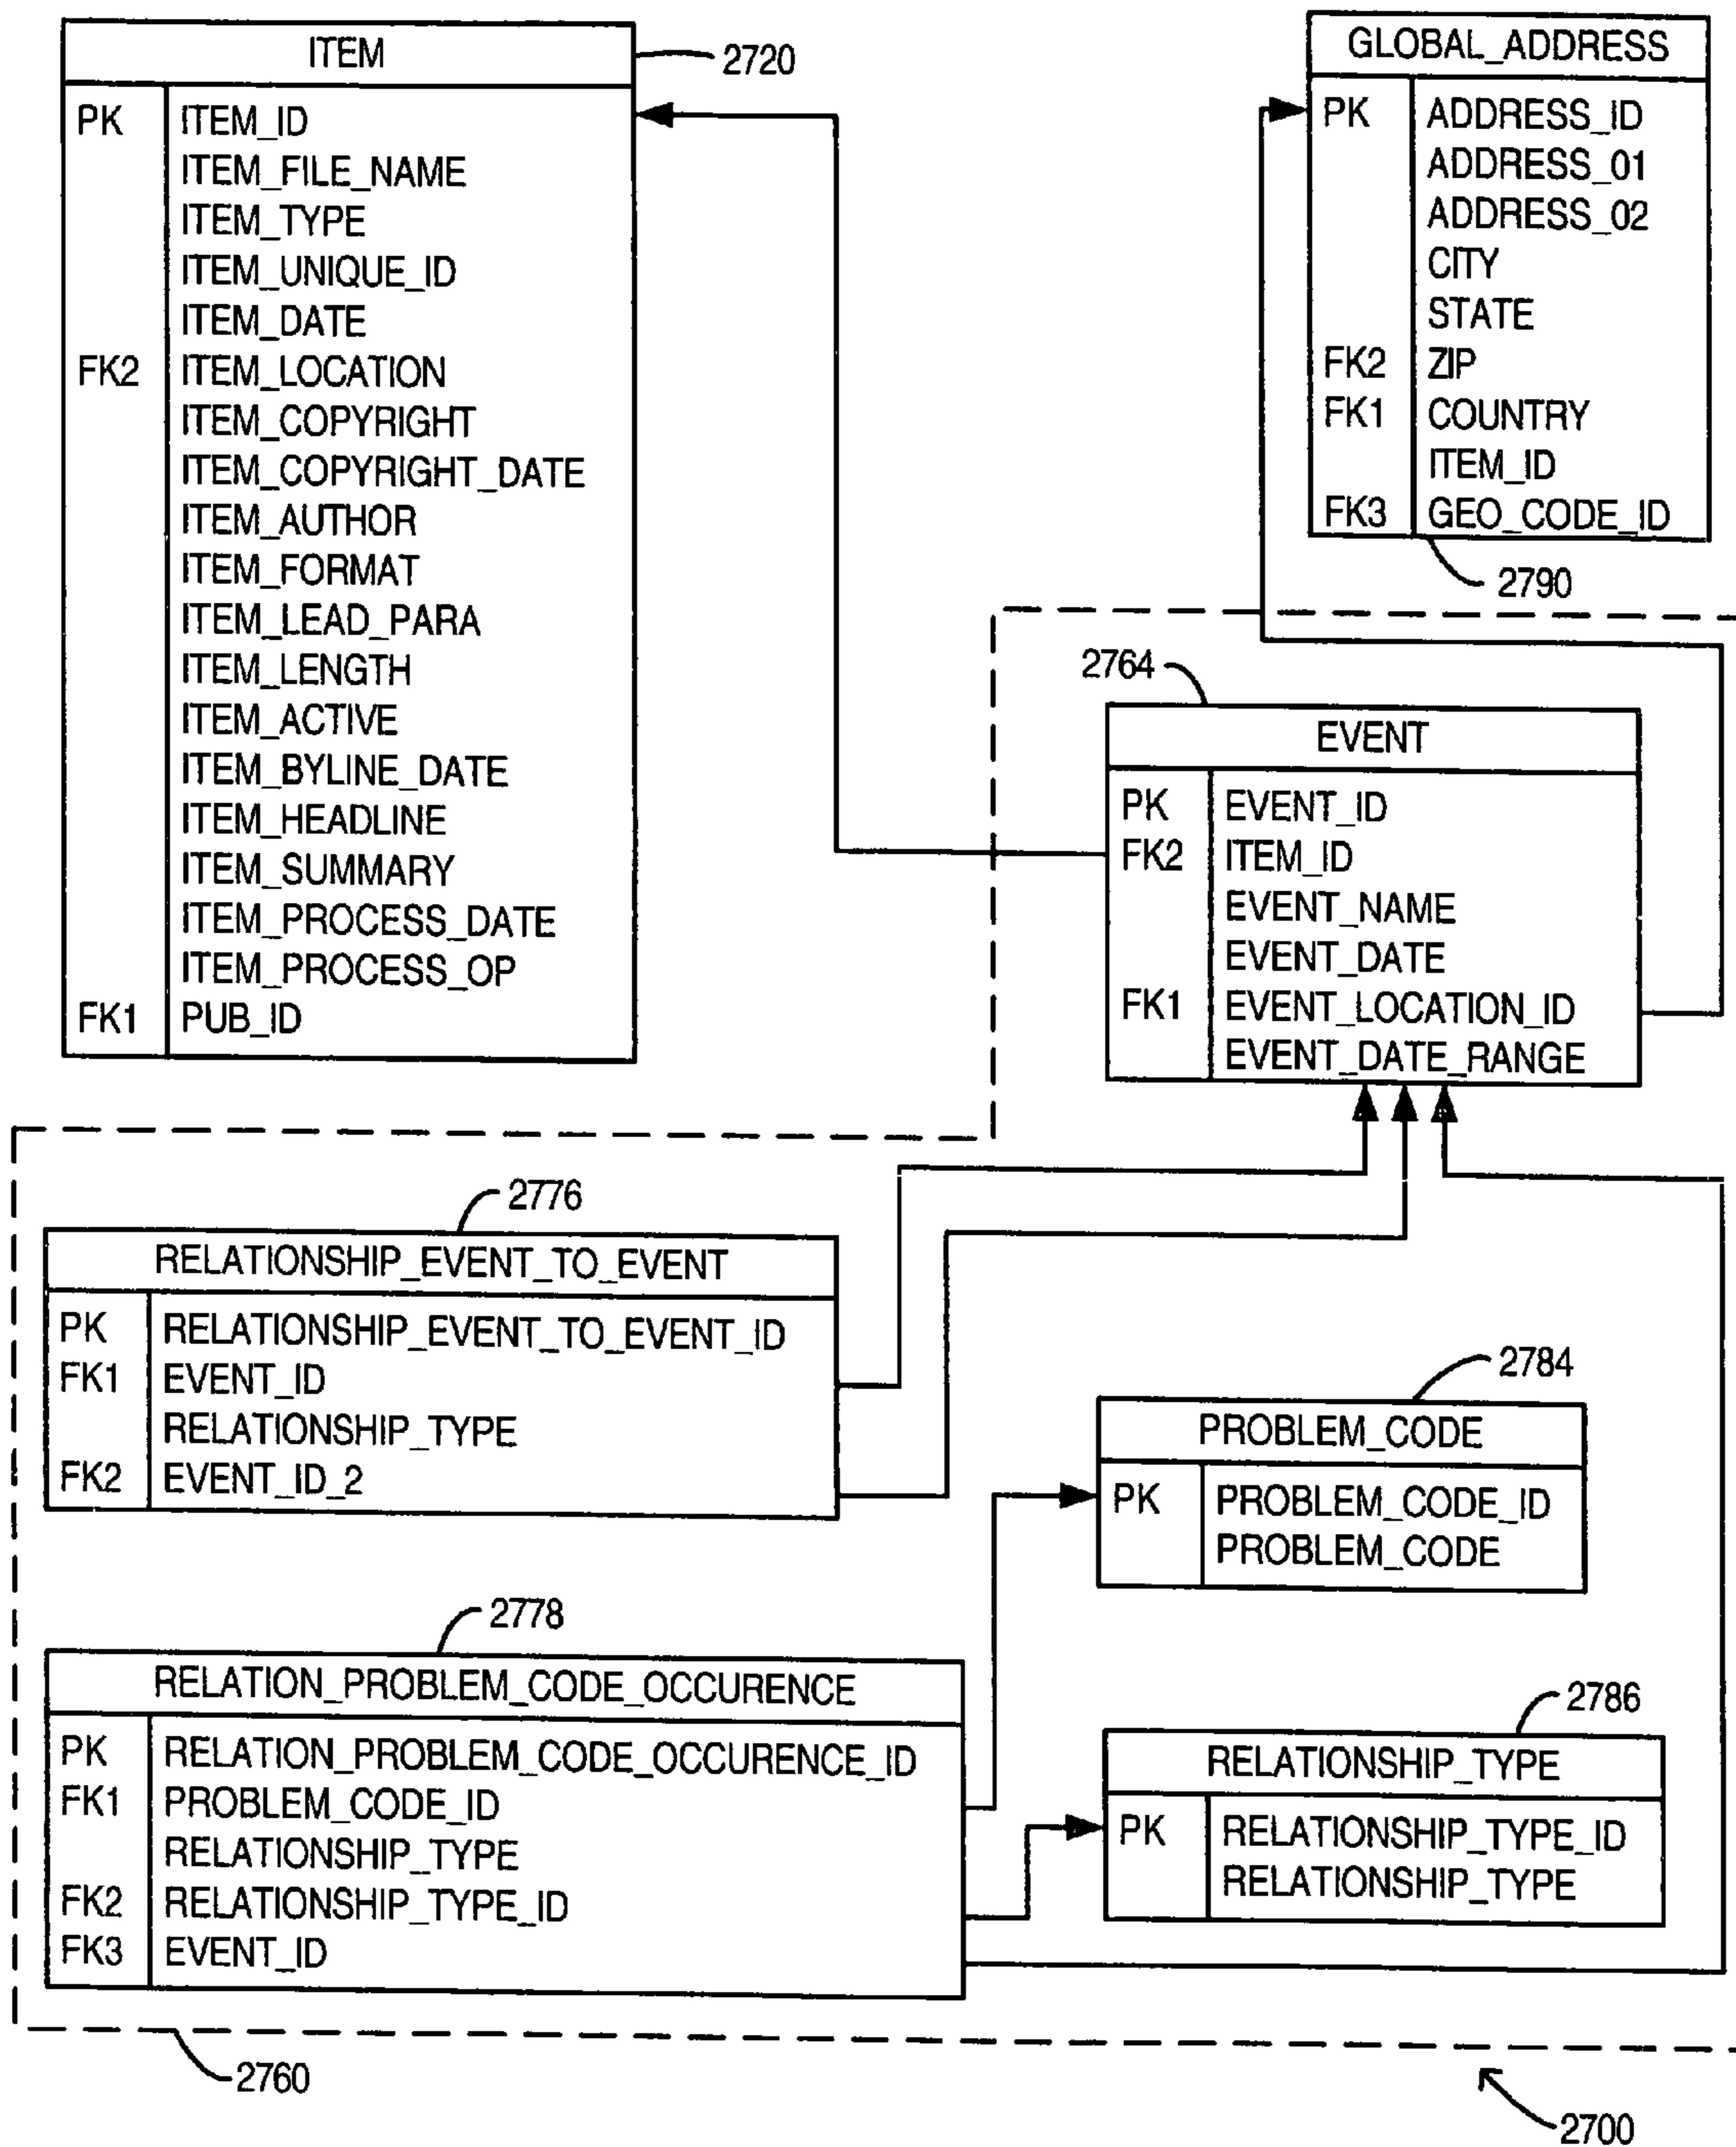 ITEM
2720
PK ITEM_ID
ITEM_FILE_NAME
ITEM_TYPE
ITEM_UNIQUE_ID
ITEM_DATE
FK2 ITEM_LOCATION
ITEM_COPYRIGHT
ITEM_COPYRIGHT_DATE
ITEM_AUTHOR
ITEM_FORMAT
ITEM_LEAD_PARA
ITEM_LENGTH
ITEM_ACTIVE
ITEM_BYLINE_DATE
ITEM_HEADLINE
ITEM_SUMMARY
ITEM_PROCESS_DATE
ITEM_PROCESS_OP
FK1 PUB_ID
GLOBAL_ADDRESS
PK ADDRESS_ID
ADDRESS_01
ADDRESS_02
CITY
STATE
FK2 ZIP
FK1 COUNTRY
ITEM_ID
FK3 GEO_CODE_ID
2790
2764
EVENT
PK EVENT_ID
FK2 ITEM_ID
EVENT_NAME
EVENT_DATE
FK1 EVENT_LOCATION_ID
EVENT_DATE_RANGE
2776
RELATIONSHIP_EVENT_TO_EVENT
PK RELATIONSHIP_EVENT_TO_EVENT_ID
FK1 EVENT_ID
RELATIONSHIP_TYPE
FK2 EVENT_ID_2
2784
PROBLEM_CODE
PK PROBLEM_CODE_ID
PROBLEM_CODE
2778
RELATION_PROBLEM_CODE_OCCURENCE
PK RELATION_PROBLEM_CODE_OCCURENCE_ID
FK1 PROBLEM_CODE_ID
RELATIONSHIP_TYPE
FK2 RELATIONSHIP_TYPE_ID
FK3 EVENT_ID
2786
RELATIONSHIP_TYPE
PK RELATIONSHIP_TYPE_ID
RELATIONSHIP_TYPE
2760
2700